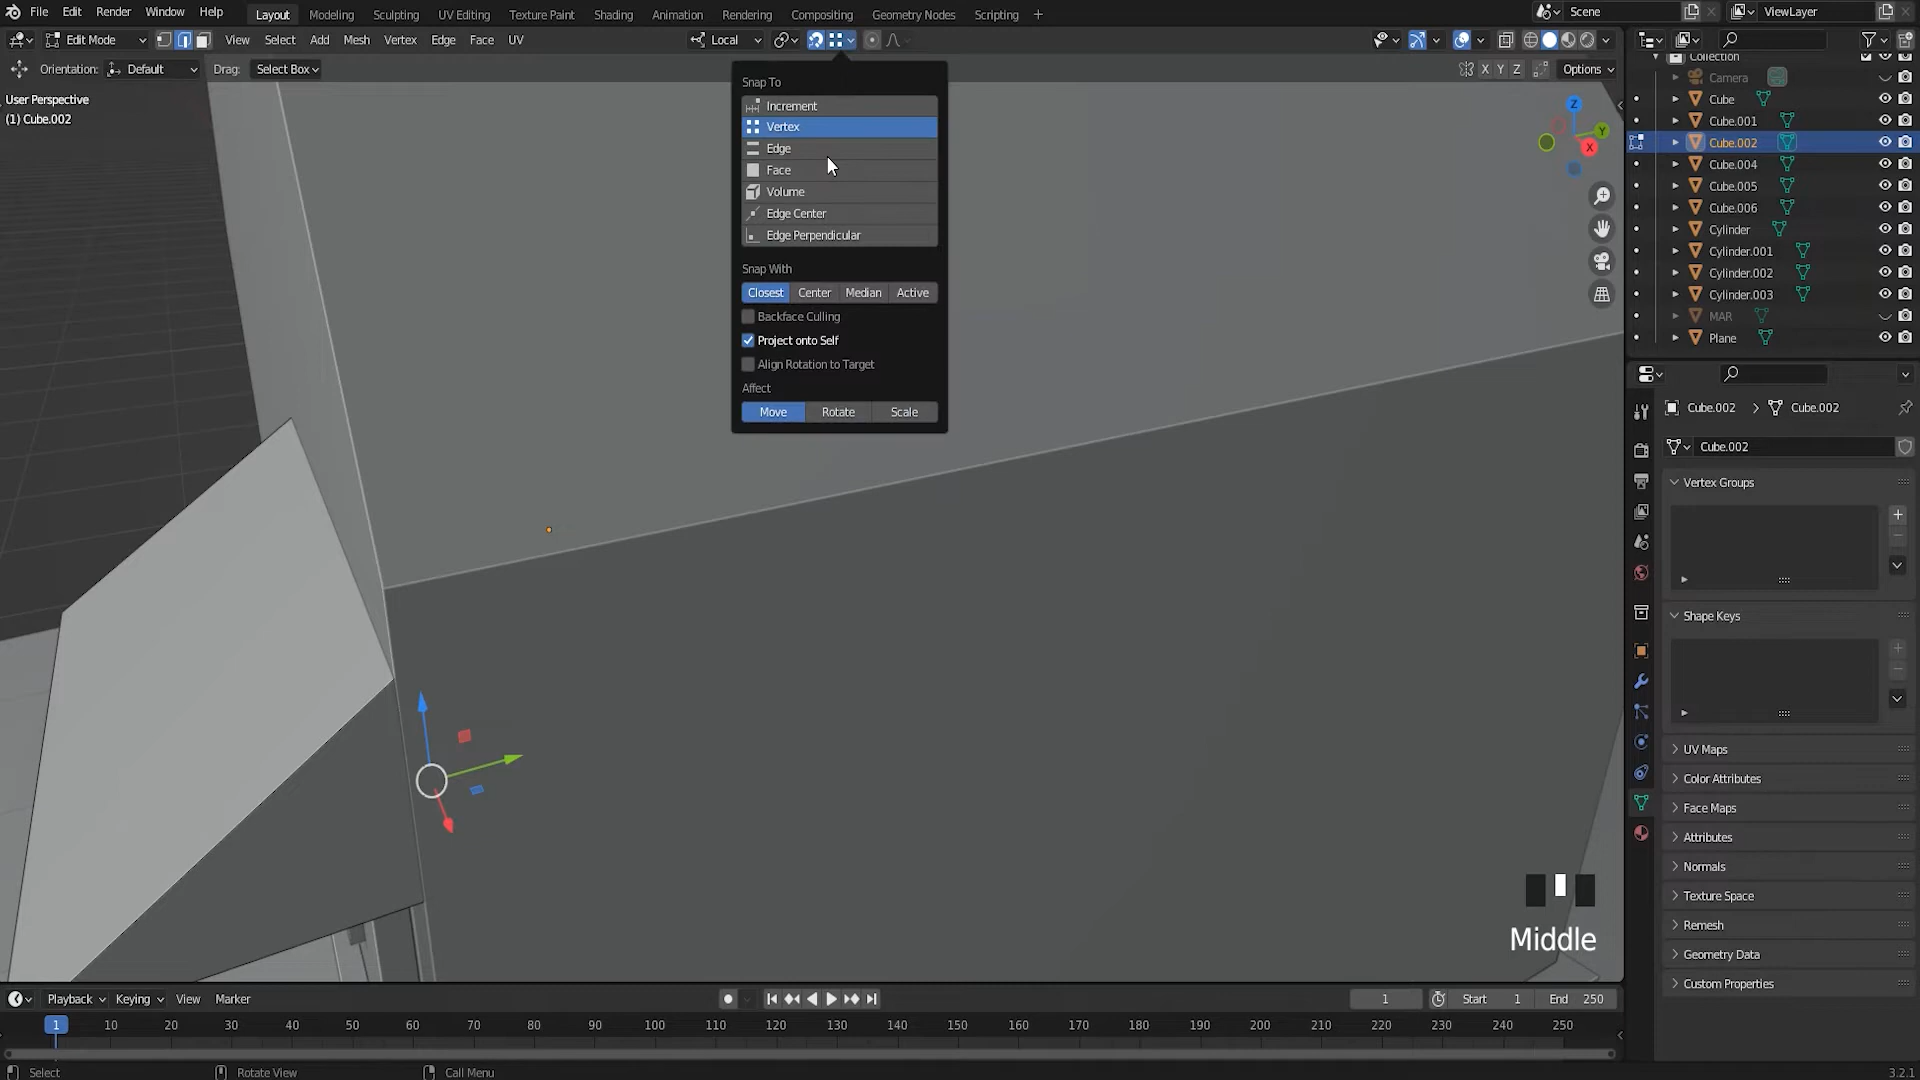 File Edit Render Window Help Layout Modeling Sculpting UV Editing Texture Paint Shading Animation Rendering Compositing Geometry Nodes Scripting + Scene ViewLayer
Edit Mode View Select Add Mesh Vertex Edge Face UV Local
Orientation: Default Drag: Select Box X Y Z Options
User Perspective
(1) Cube.002
Snap To
Increment
Vertex
Edge
Face
Volume
Edge Center
Edge Perpendicular
Snap With
Closest Center Median Active
Backface Culling
Project onto Self
Align Rotation to Target
Affect
Move Rotate Scale
Z
Y
X
Middle
Collection
Camera
Cube
Cube.001
Cube.002
Cube.004
Cube.005
Cube.006
Cylinder
Cylinder.001
Cylinder.002
Cylinder.003
MAR
Plane
Cube.002 > Cube.002
Cube.002
Vertex Groups
Shape Keys
UV Maps
Color Attributes
Face Maps
Attributes
Normals
Texture Space
Remesh
Geometry Data
Custom Properties
Playback Keying View Marker 1 Start 1 End 250
1 10 20 30 40 50 60 70 80 90 100 110 120 130 140 150 160 170 180 190 200 210 220 230 240 250
Select Rotate View Call Menu 3.2.1